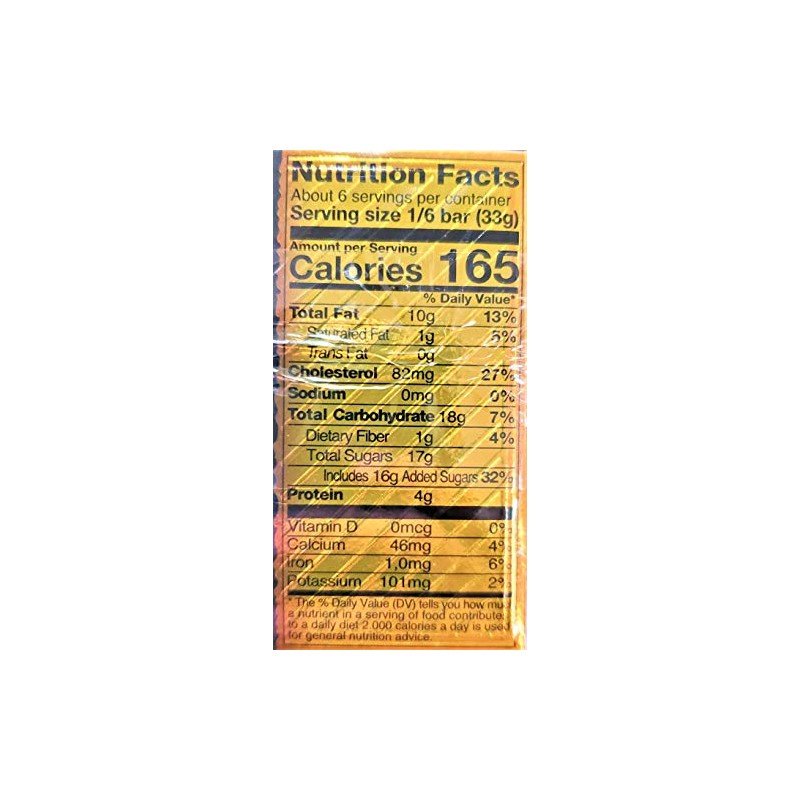 Nutrition Facts
About 6 servings per container
Serving size 1/6 bar (33g)
Amount per Serving
Calories 165
% Daily Value*
Total Fat 10g 13%
Saturated Fat 1g 5%
Trans Fat 0g
Cholesterol 82mg 27%
Sodium 0mg 0%
Total Carbohydrate 18g 7%
Dietary Fiber 1g 4%
Total Sugars 17g
Includes 16g Added Sugars 32%
Protein 4g
Vitamin D 0mcg 0%
Calcium 46mg 4%
Iron 1,0mg 6%
Potassium 101mg 2%
* The % Daily Value (DV) tells you how muc
a nutrient in a serving of food contributes
to a daily diet 2.000 calories a day is used
for general nutrition advice.